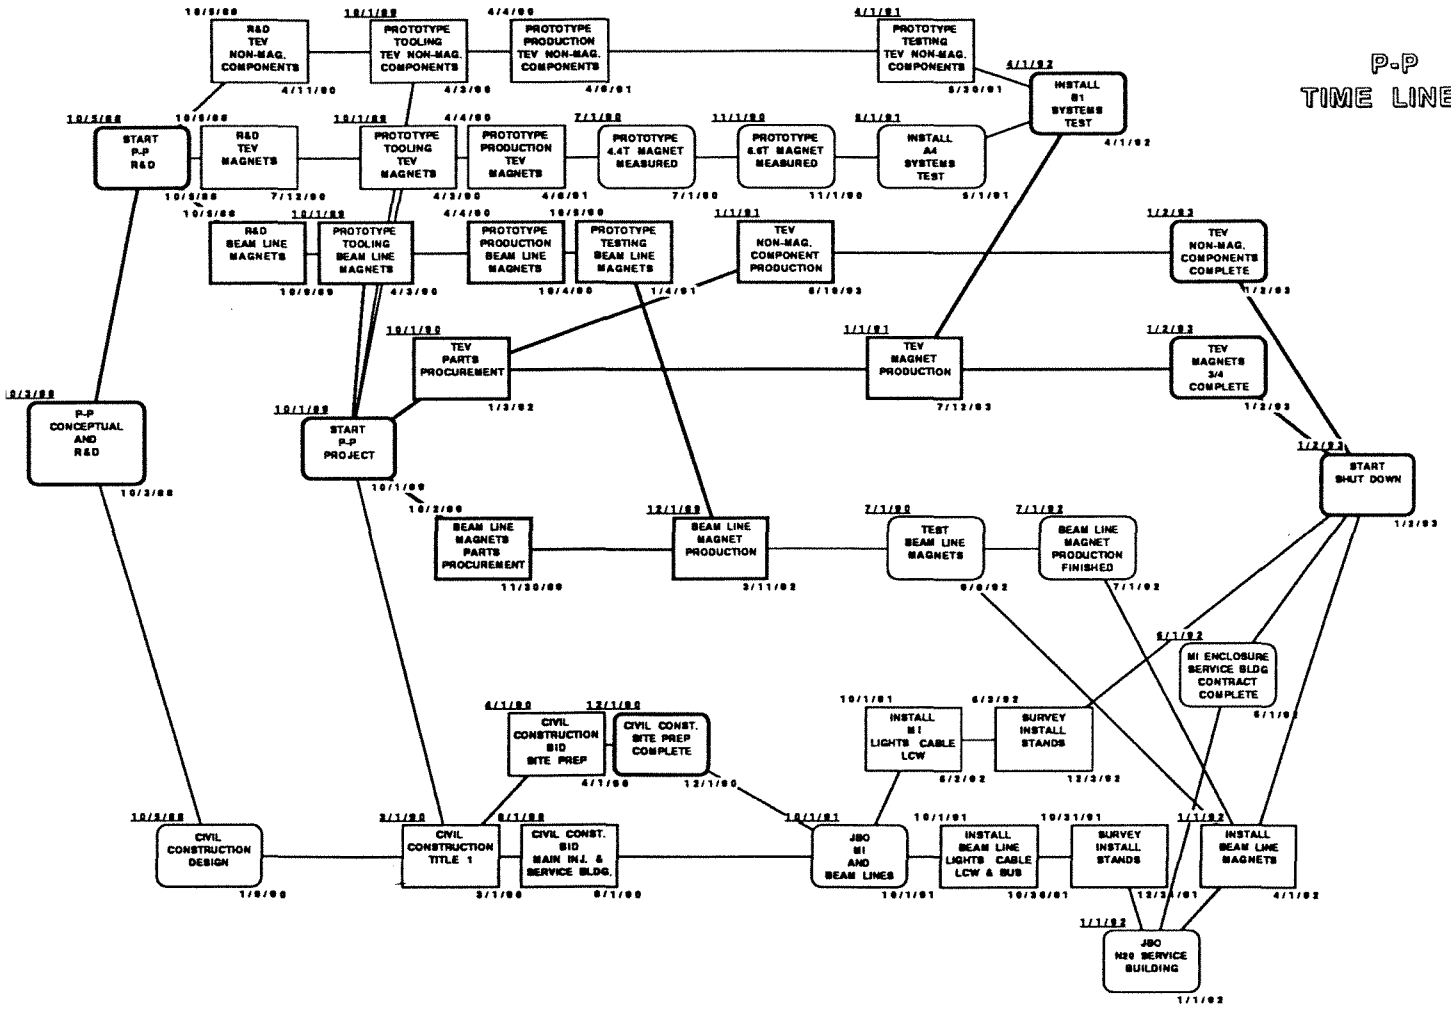 P-P
TIME LINE
10/5/88
R&D
TEV
NON-MAG.
COMPONENTS
4/11/90
10/1/89
PROTOTYPE
TOOLING
TEV NON-MAG.
COMPONENTS
4/4/90
PROTOTYPE
PRODUCTION
TEV NON-MAG.
COMPONENTS
4/1/91
PROTOTYPE
TESTING
TEV NON-MAG.
COMPONENTS
4/1/92
INSTALL
SYSTEMS
TEST
4/1/92
START
P-P
R&D
R&D
TEV
MAGNETS
7/12/90
10/1/89
PROTOTYPE
TOOLING
TEV
MAGNETS
4/3/90
4/4/90
PROTOTYPE
PRODUCTION
TEV
MAGNETS
7/1/90
PROTOTYPE
4.4T MAGNET
MEASURED
7/1/90
11/1/90
PROTOTYPE
6.6T MAGNET
MEASURED
11/1/90
INSTALL
A4
SYSTEMS
TEST
5/1/91
R&D
BEAM LINE
MAGNETS
10/1/89
PROTOTYPE
TOOLING
BEAM LINE
MAGNETS
4/3/90
4/4/90
PROTOTYPE
PRODUCTION
BEAM LINE
MAGNETS
10/4/90
10/5/90
PROTOTYPE
TESTING
BEAM LINE
MAGNETS
1/4/91
1/1/91
TEV
NON-MAG.
COMPONENT
PRODUCTION
1/2/93
TEV
NON-MAG.
COMPONENTS
COMPLETE
1/2/93
10/1/90
TEV
PARTS
PROCUREMENT
1/3/92
1/1/91
TEV
MAGNET
PRODUCTION
7/12/93
1/2/93
TEV
MAGNETS
3/4
COMPLETE
1/2/93
P-P
CONCEPTUAL
AND
R&D
10/3/88
10/1/89
START
P-P
PROJECT
10/1/89
1/2/93
START
SHUT DOWN
1/2/93
10/2/89
BEAM LINE
MAGNETS
PARTS
PROCUREMENT
11/30/89
12/1/89
BEAM LINE
MAGNET
PRODUCTION
3/11/92
7/1/90
TEST
BEAM LINE
MAGNETS
7/1/92
BEAM LINE
MAGNET
PRODUCTION
FINISHED
7/1/92
MI ENCLOSURE
SERVICE BLDG
CONTRACT
COMPLETE
4/1/90
CIVIL
CONSTRUCTION
BID
SITE PREP
12/1/90
CIVIL CONST.
SITE PREP
COMPLETE
12/1/90
10/1/91
INSTALL
MI
LIGHTS CABLE
LCW
SURVEY
INSTALL
STANDS
12/3/92
CIVIL
CONSTRUCTION
DESIGN
3/1/90
CIVIL
CONSTRUCTION
TITLE 1
CIVIL CONST.
BID
MAIN INJ. &
SERVICE BLDG.
10/1/91
JBO
MI
AND
BEAM LINES
10/1/91
10/1/91
INSTALL
BEAM LINE
LIGHTS CABLE
LCW & BUS
10/30/91
10/31/91
SURVEY
INSTALL
STANDS
1/1/92
INSTALL
BEAM LINE
MAGNETS
4/1/92
1/1/92
JBO
N20 SERVICE
BUILDING
1/1/92